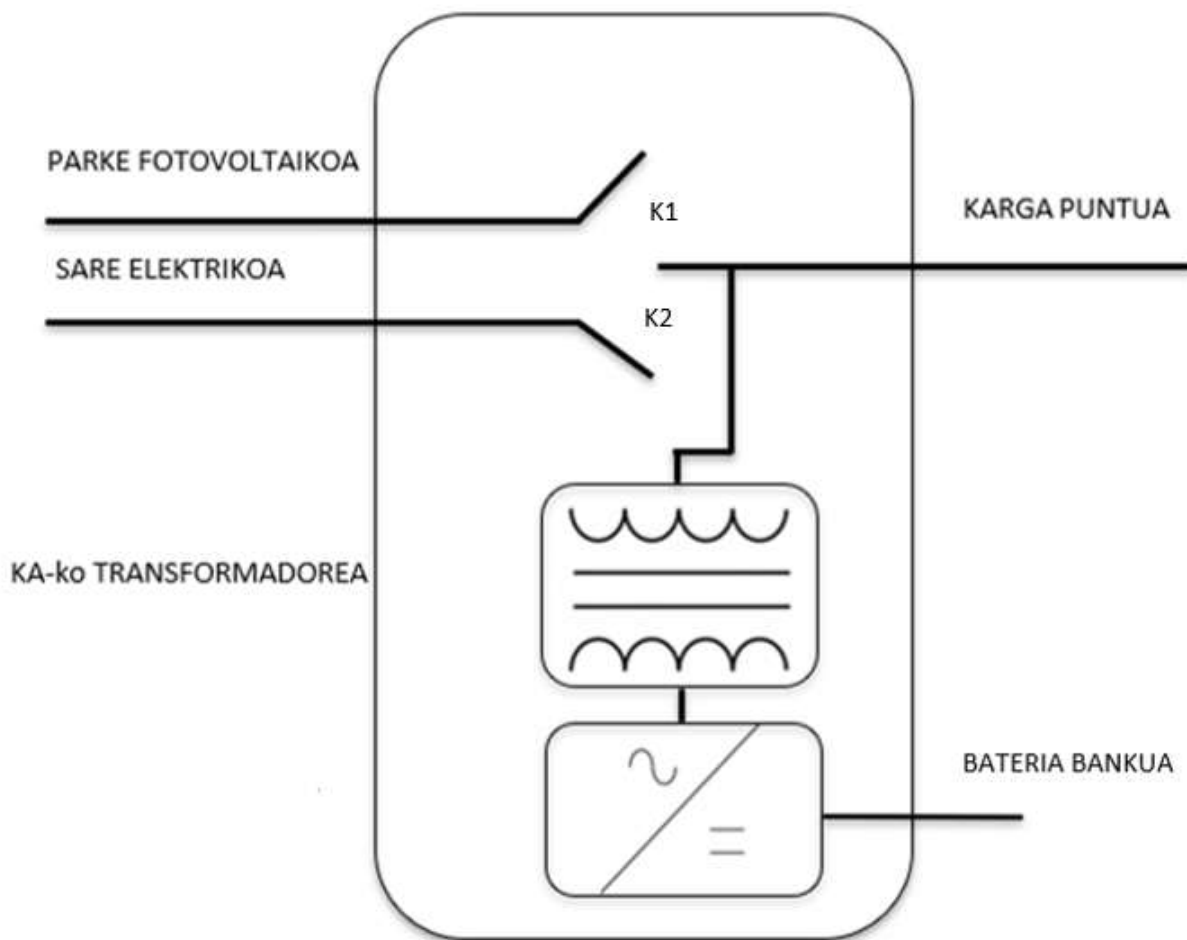 PARKE FOTOVOLTAIKOA
K1
KARGA PUNTUA
SARE ELEKTRIKOA
K2
KA-ko TRANSFORMADOREA
BATERIA BANKUA